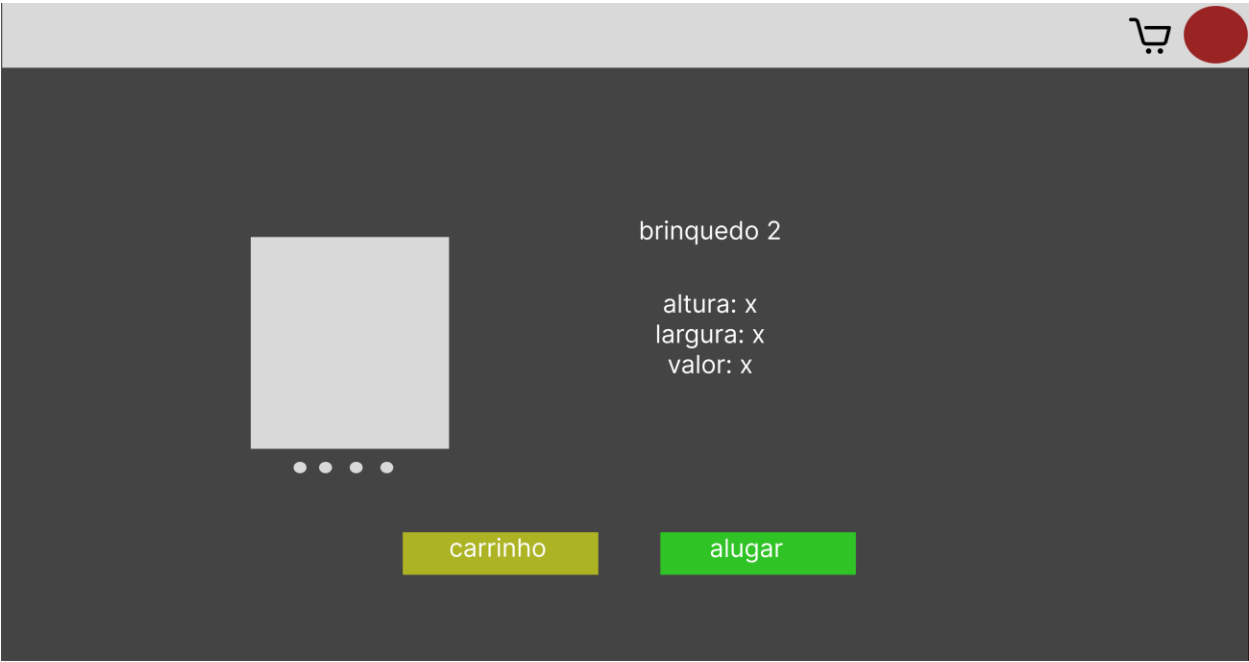 brinquedo 2
altura: x
largura: x
valor: x
carrinho
alugar